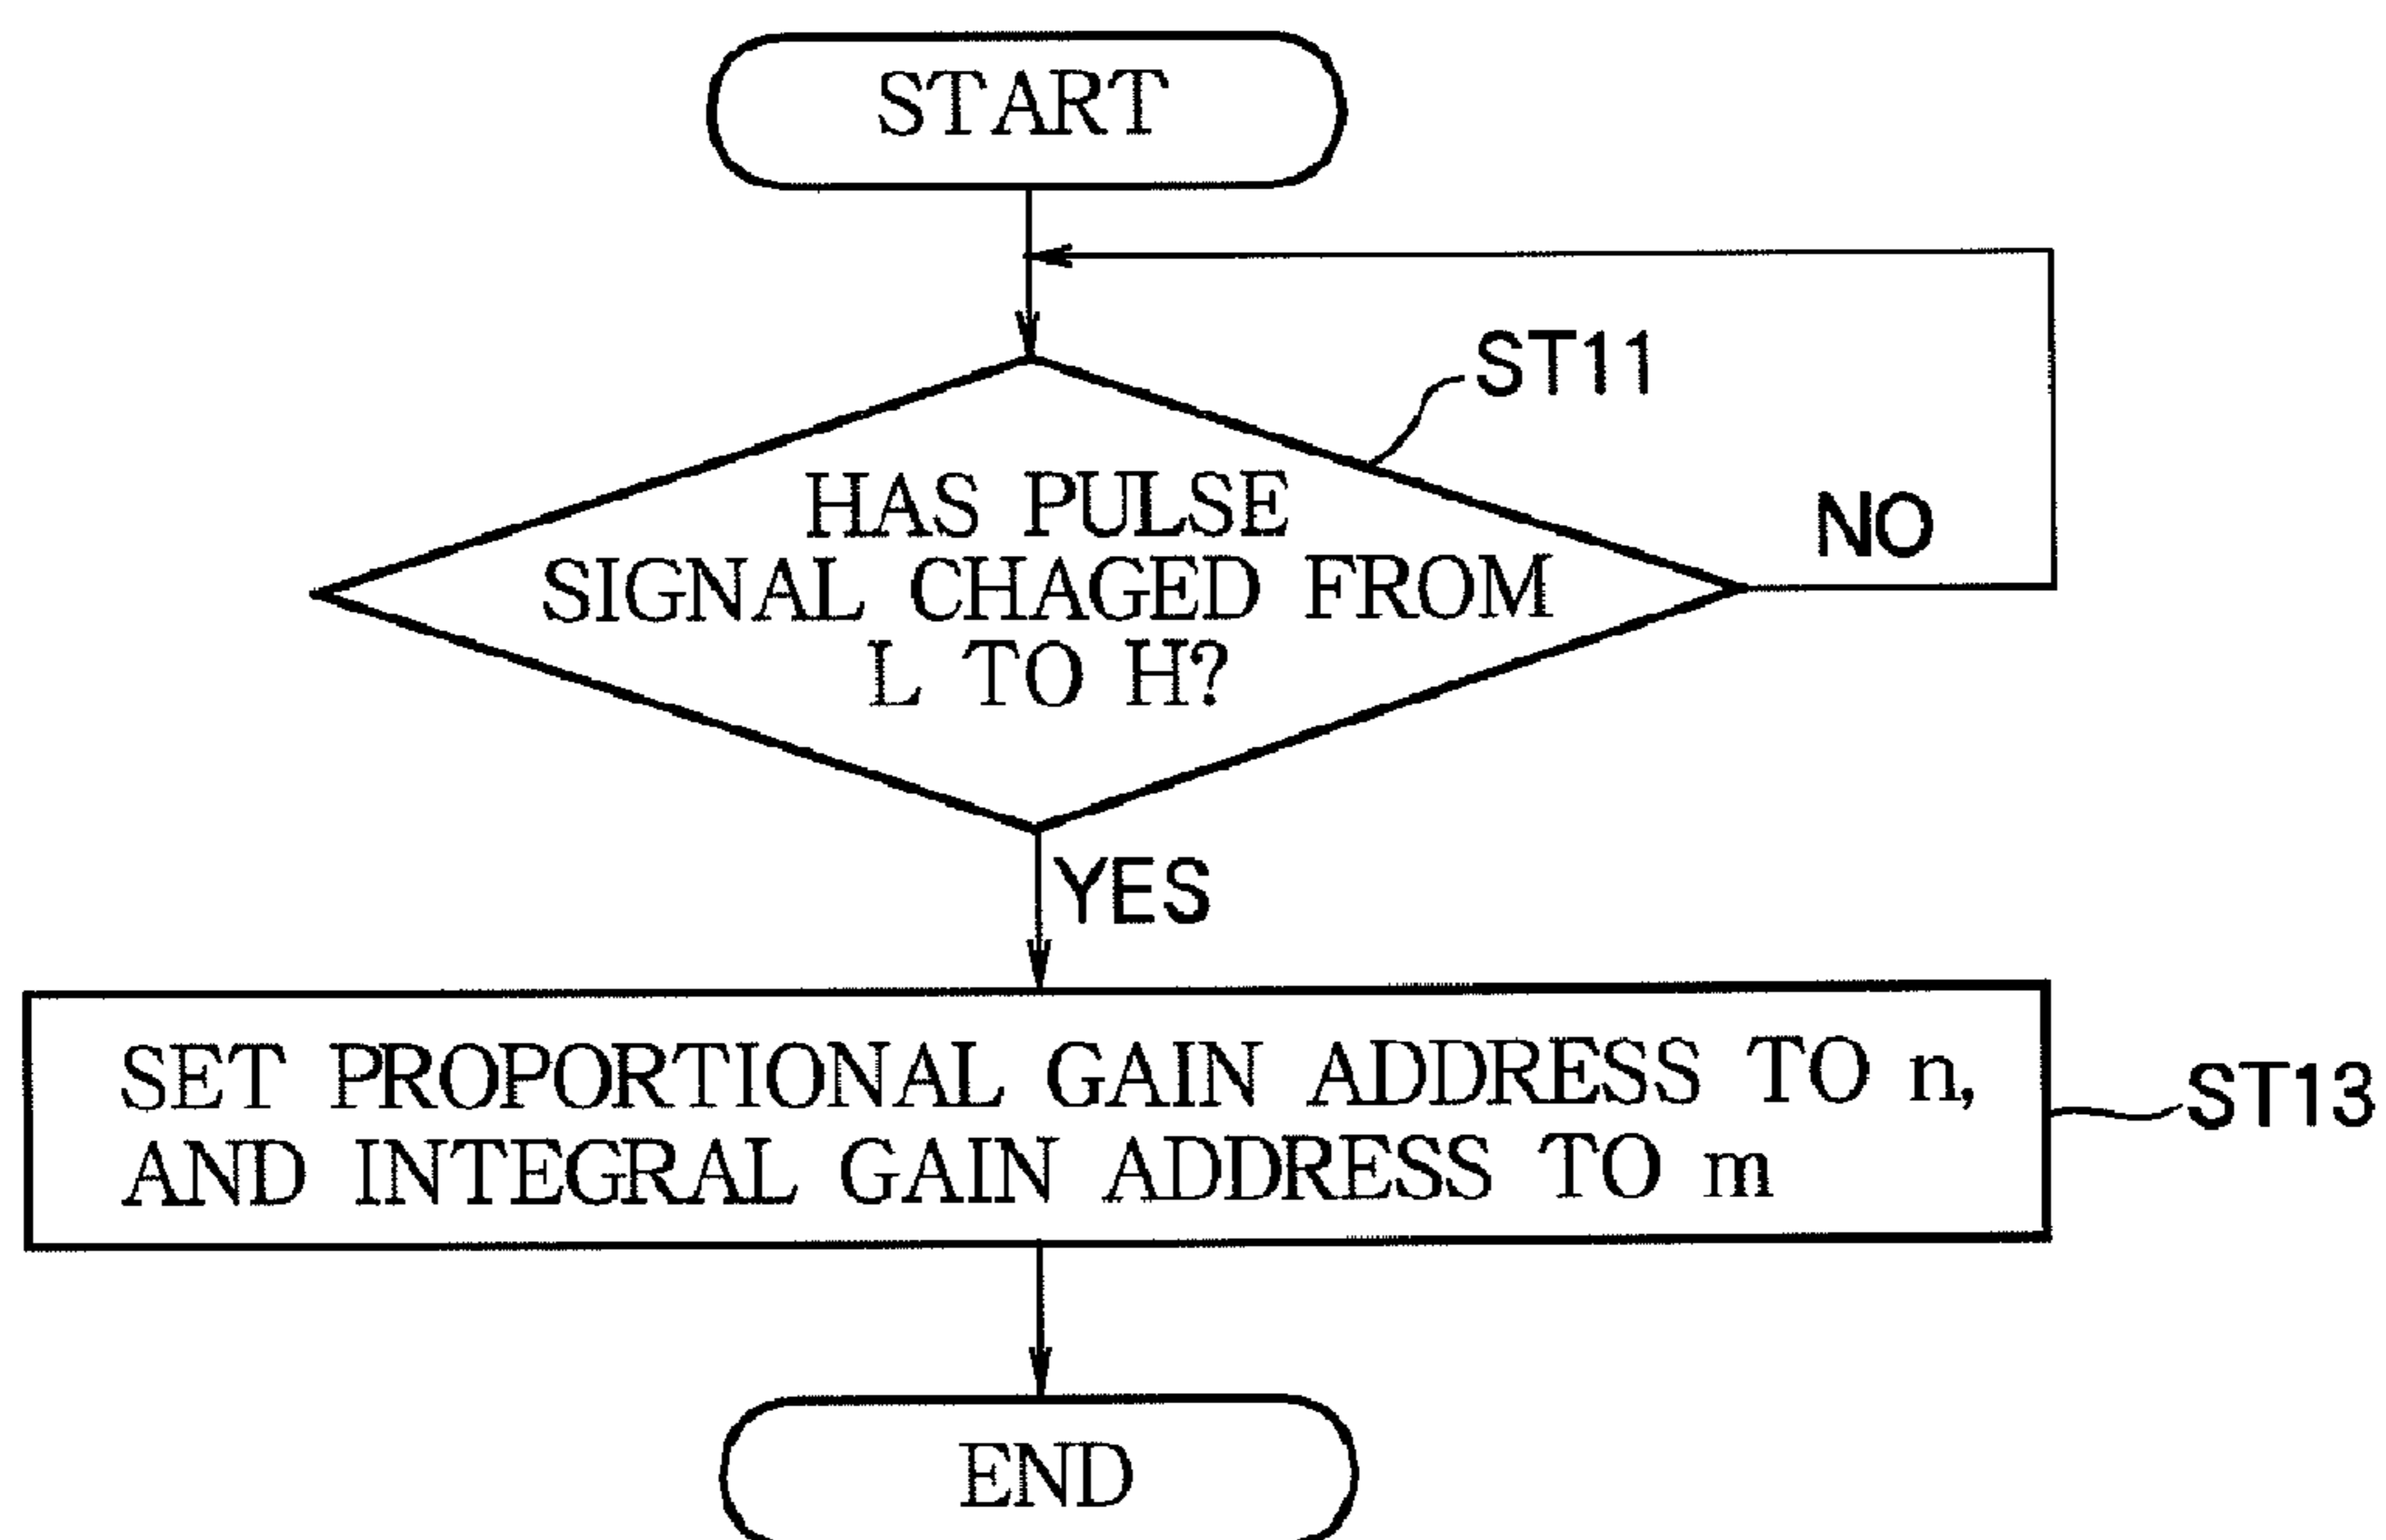 START
ST11
HAS PULSE
SIGNAL CHAGED FROM
L TO H?
NO
YES
SET PROPORTIONAL GAIN ADDRESS TO n,
AND INTEGRAL GAIN ADDRESS TO m
ST13
END